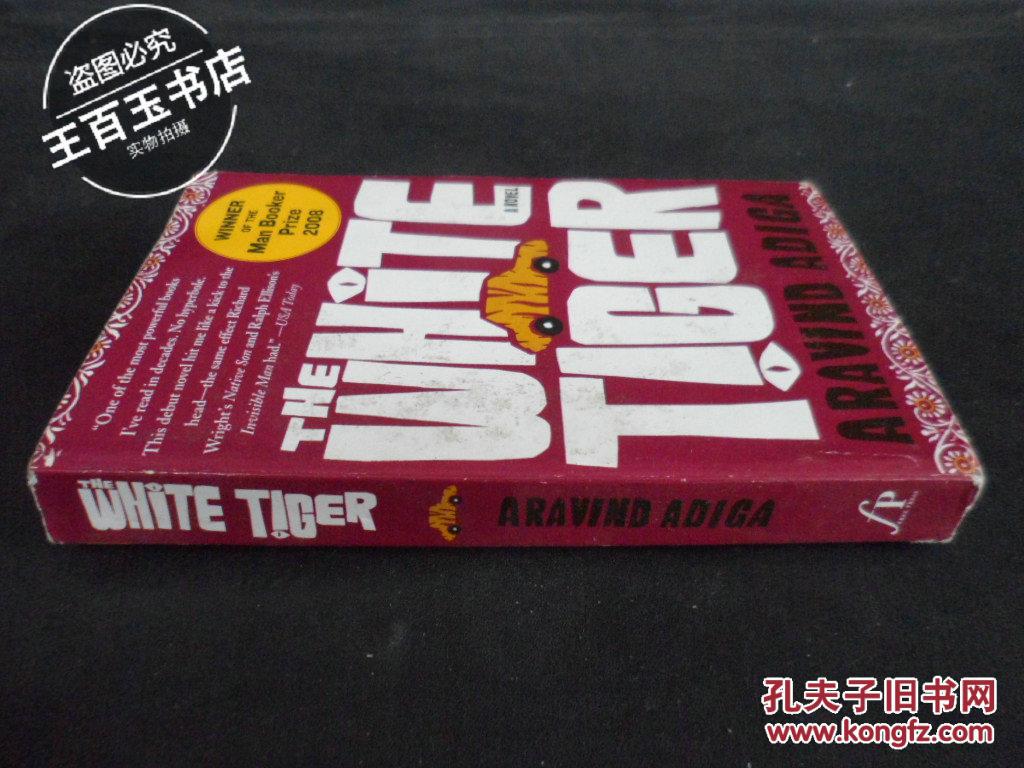 盗图必究
王百玉书店
实物拍摄
WINNER
OF THE
Man Booker
Prize
2008
"One of the most powerful books
I've read in decades. No hyperbole.
This debut novel hit me like a kick to the
head—the same effect Richard
Wright's Native Son and Ralph Ellison's
Invisible Man had." —USA Today
THE
WHITE
A NOVEL
TIGER
ARAVIND ADIGA
THE
WHITE TIGER
ARAVIND ADIGA
fP
孔夫子旧书网
www.kongfz.com